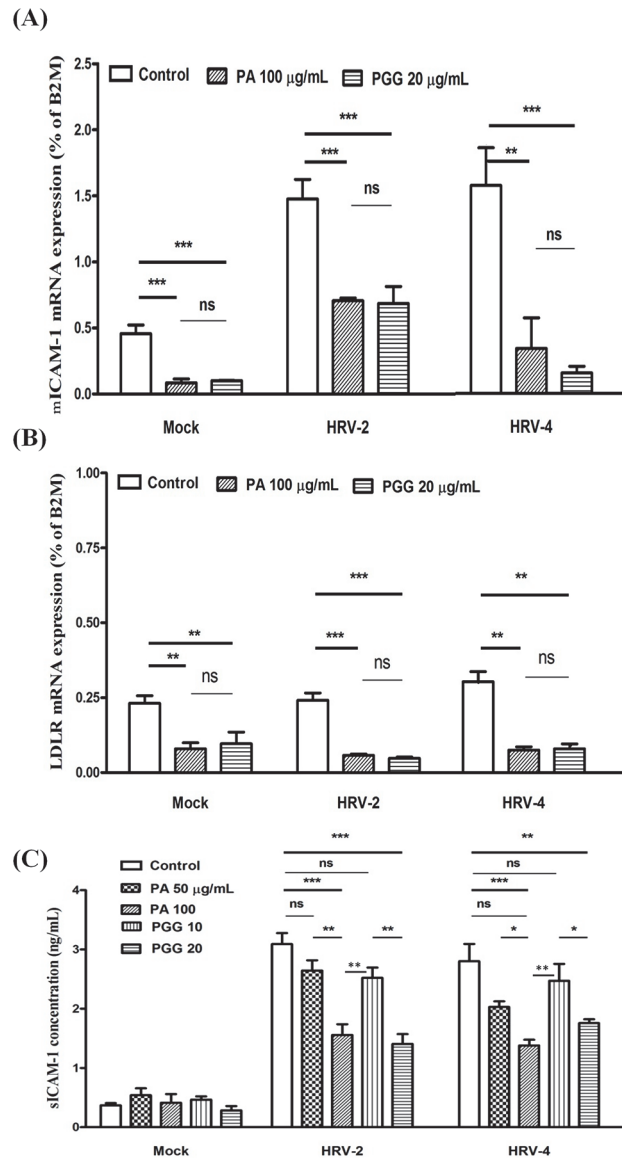 (A)
mICAM-1 mRNA expression (% of B2M)
2.5
2.0
1.5
1.0
0.5
0.0
Control PA 100 μg/mL PGG 20 μg/mL
*** *** ns
*** *** ns
*** ** ns
Mock HRV-2 HRV-4
(B)
LDLR mRNA expression (% of B2M)
1.00
0.75
0.50
0.25
0.00
Control PA 100 μg/mL PGG 20 μg/mL
** ** ns
*** *** ns
** ** ns
Mock HRV-2 HRV-4
(C)
sICAM-1 concentration (ng/mL)
4
3
2
1
0
Control
PA 50 μg/mL
PA 100
PGG 10
PGG 20
***
ns
***
ns
** **
**
**
ns
***
ns
* *
**
Mock HRV-2 HRV-4